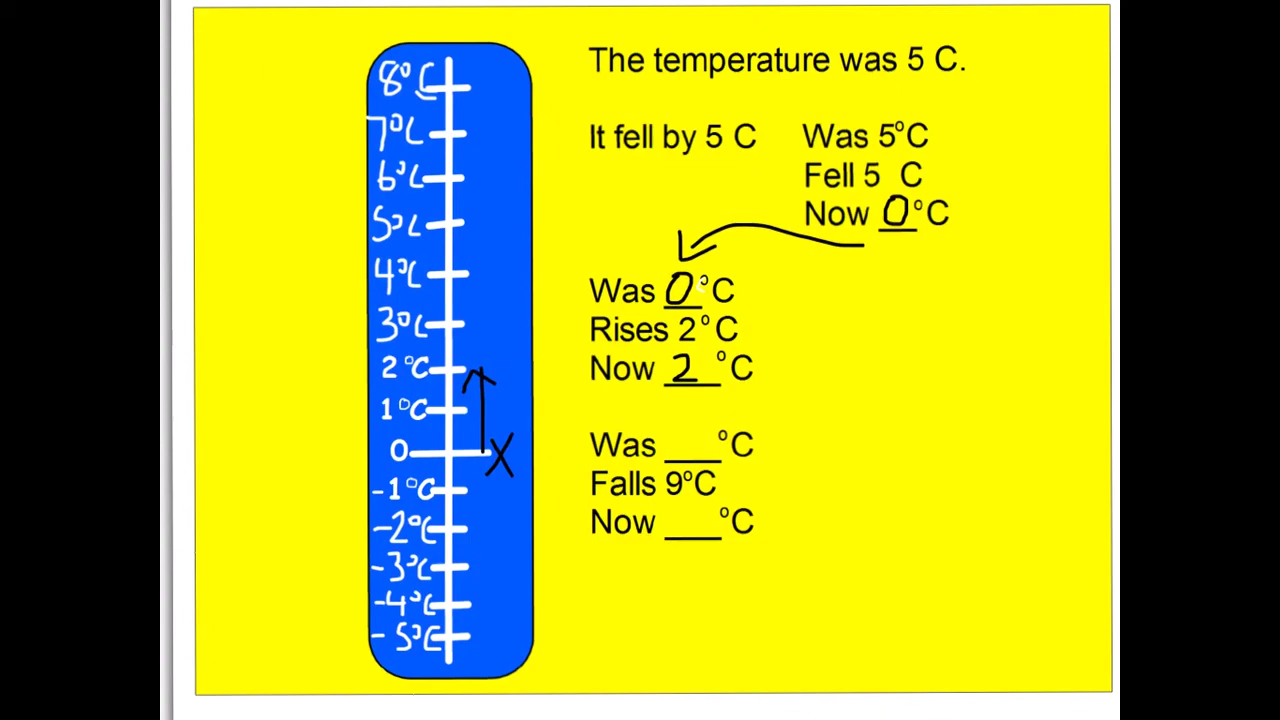 8°C
7°C
6°C
5°C
4°C
3°C
2°C
1°C
0
-1°C
-2°C
-3°C
-4°C
-5°C
The temperature was 5 C.
It fell by 5 C
Was 5°C
Fell 5 C
Now 0°C
Was 0°C
Rises 2°C
Now 2 °C
X
Was ___°C
Falls 9°C
Now ___°C